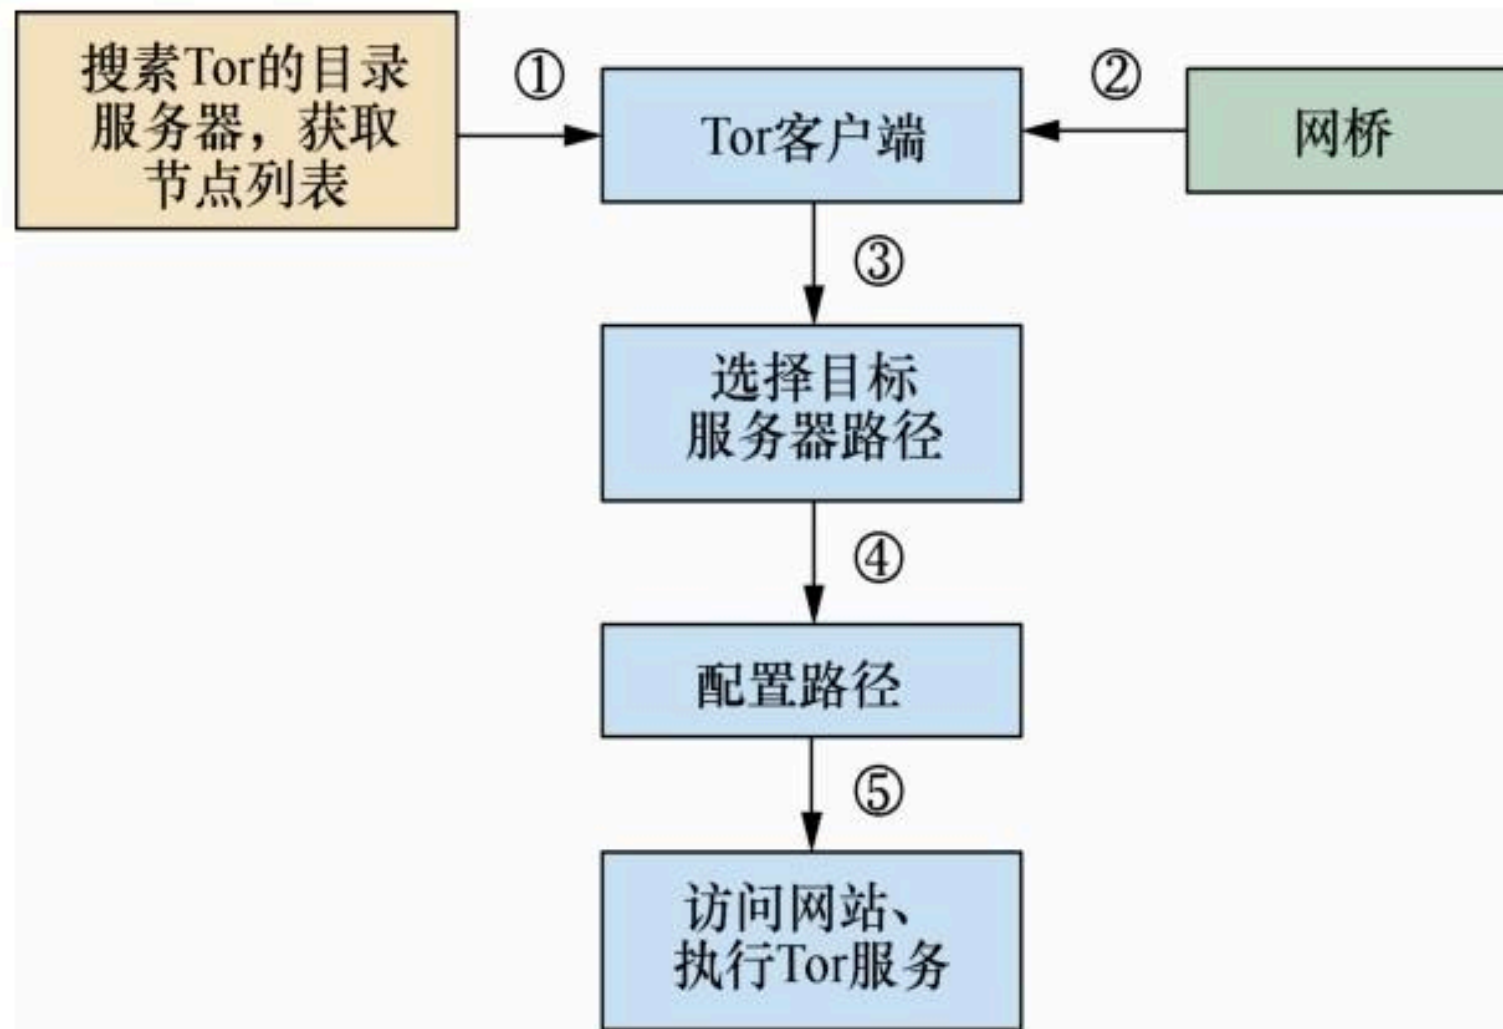 搜素Tor的目录
服务器，获取
节点列表
①
Tor客户端
②
网桥
③
选择目标
服务器路径
④
配置路径
⑤
访问网站、
执行Tor服务